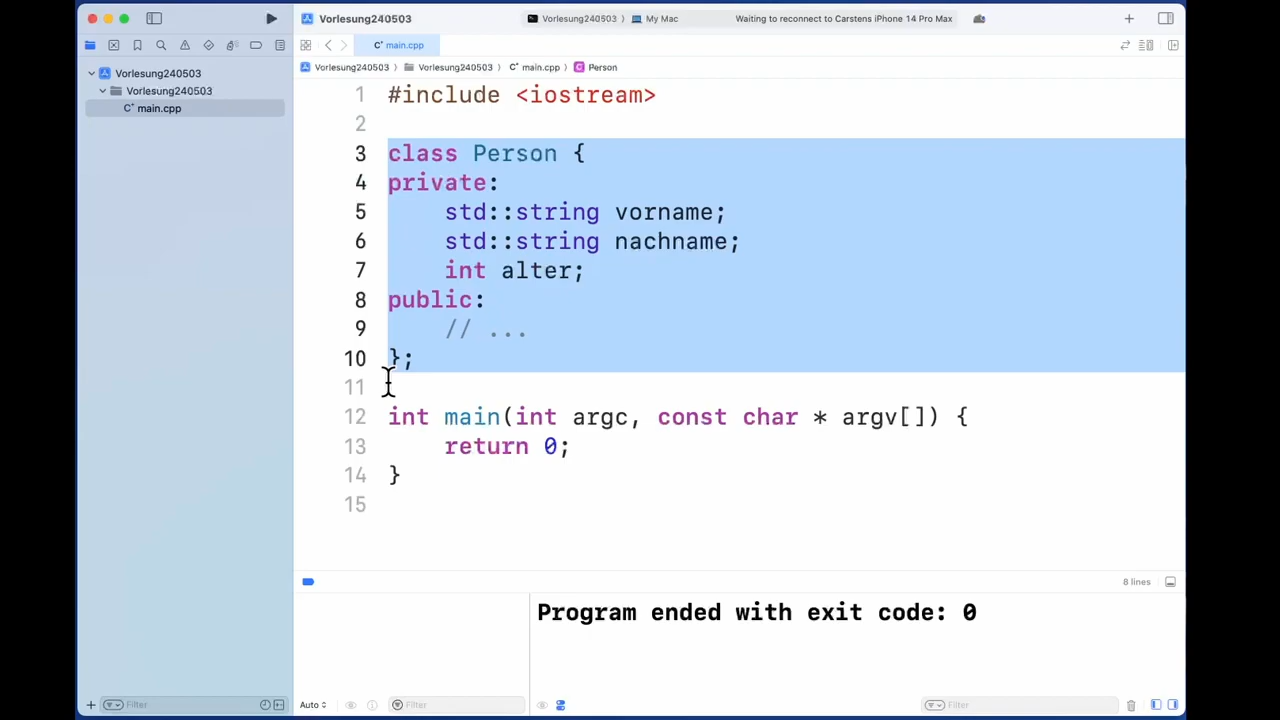 Vorlesung240503
Vorlesung240503 〉 My Mac
Waiting to reconnect to Carstens iPhone 14 Pro Max
main.cpp
Vorlesung240503 〉 Vorlesung240503 〉 main.cpp 〉 Person
Vorlesung240503
Vorlesung240503
main.cpp
1 #include <iostream>
2
3 class Person {
4 private:
5     std::string vorname;
6     std::string nachname;
7     int alter;
8 public:
9     // ...
10 };
11
12 int main(int argc, const char * argv[]) {
13     return 0;
14 }
15
8 lines
Program ended with exit code: 0
Filter
Auto
Filter
Filter